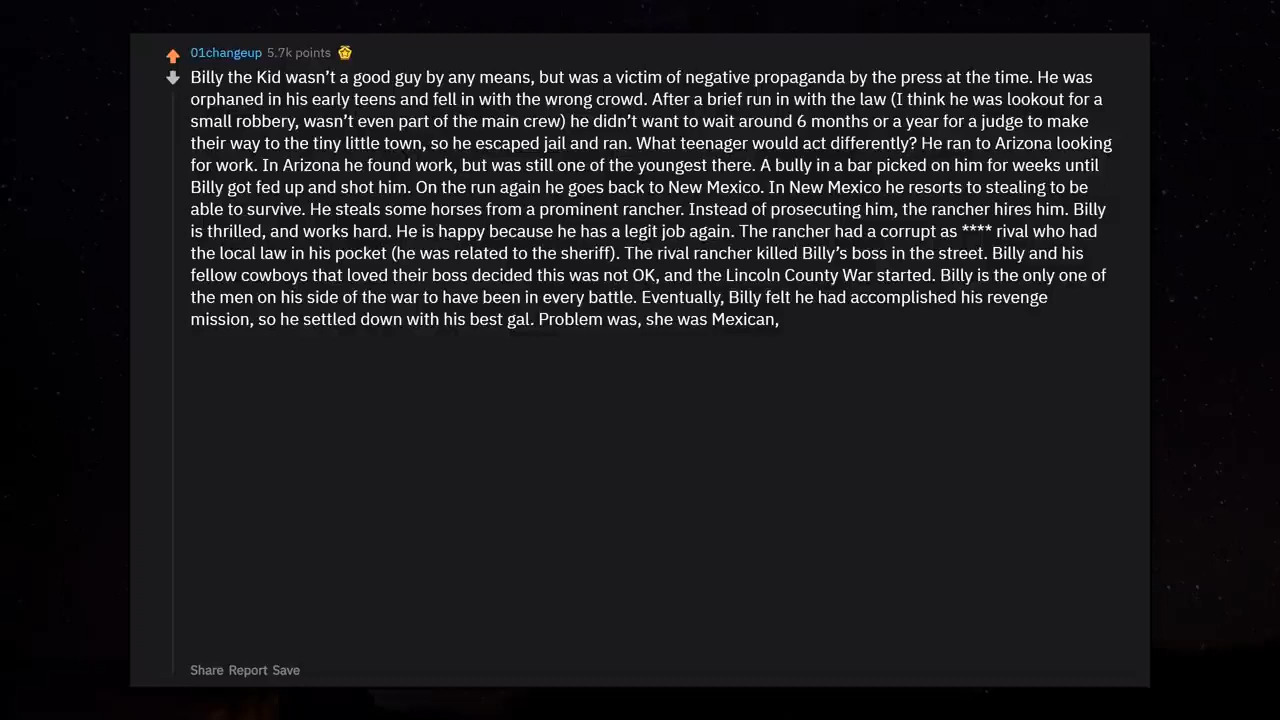 01changeup 5.7k points
Billy the Kid wasn’t a good guy by any means, but was a victim of negative propaganda by the press at the time. He was
orphaned in his early teens and fell in with the wrong crowd. After a brief run in with the law (I think he was lookout for a
small robbery, wasn’t even part of the main crew) he didn’t want to wait around 6 months or a year for a judge to make
their way to the tiny little town, so he escaped jail and ran. What teenager would act differently? He ran to Arizona looking
for work. In Arizona he found work, but was still one of the youngest there. A bully in a bar picked on him for weeks until
Billy got fed up and shot him. On the run again he goes back to New Mexico. In New Mexico he resorts to stealing to be
able to survive. He steals some horses from a prominent rancher. Instead of prosecuting him, the rancher hires him. Billy
is thrilled, and works hard. He is happy because he has a legit job again. The rancher had a corrupt as **** rival who had
the local law in his pocket (he was related to the sheriff). The rival rancher killed Billy’s boss in the street. Billy and his
fellow cowboys that loved their boss decided this was not OK, and the Lincoln County War started. Billy is the only one of
the men on his side of the war to have been in every battle. Eventually, Billy felt he had accomplished his revenge
mission, so he settled down with his best gal. Problem was, she was Mexican,
Share Report Save